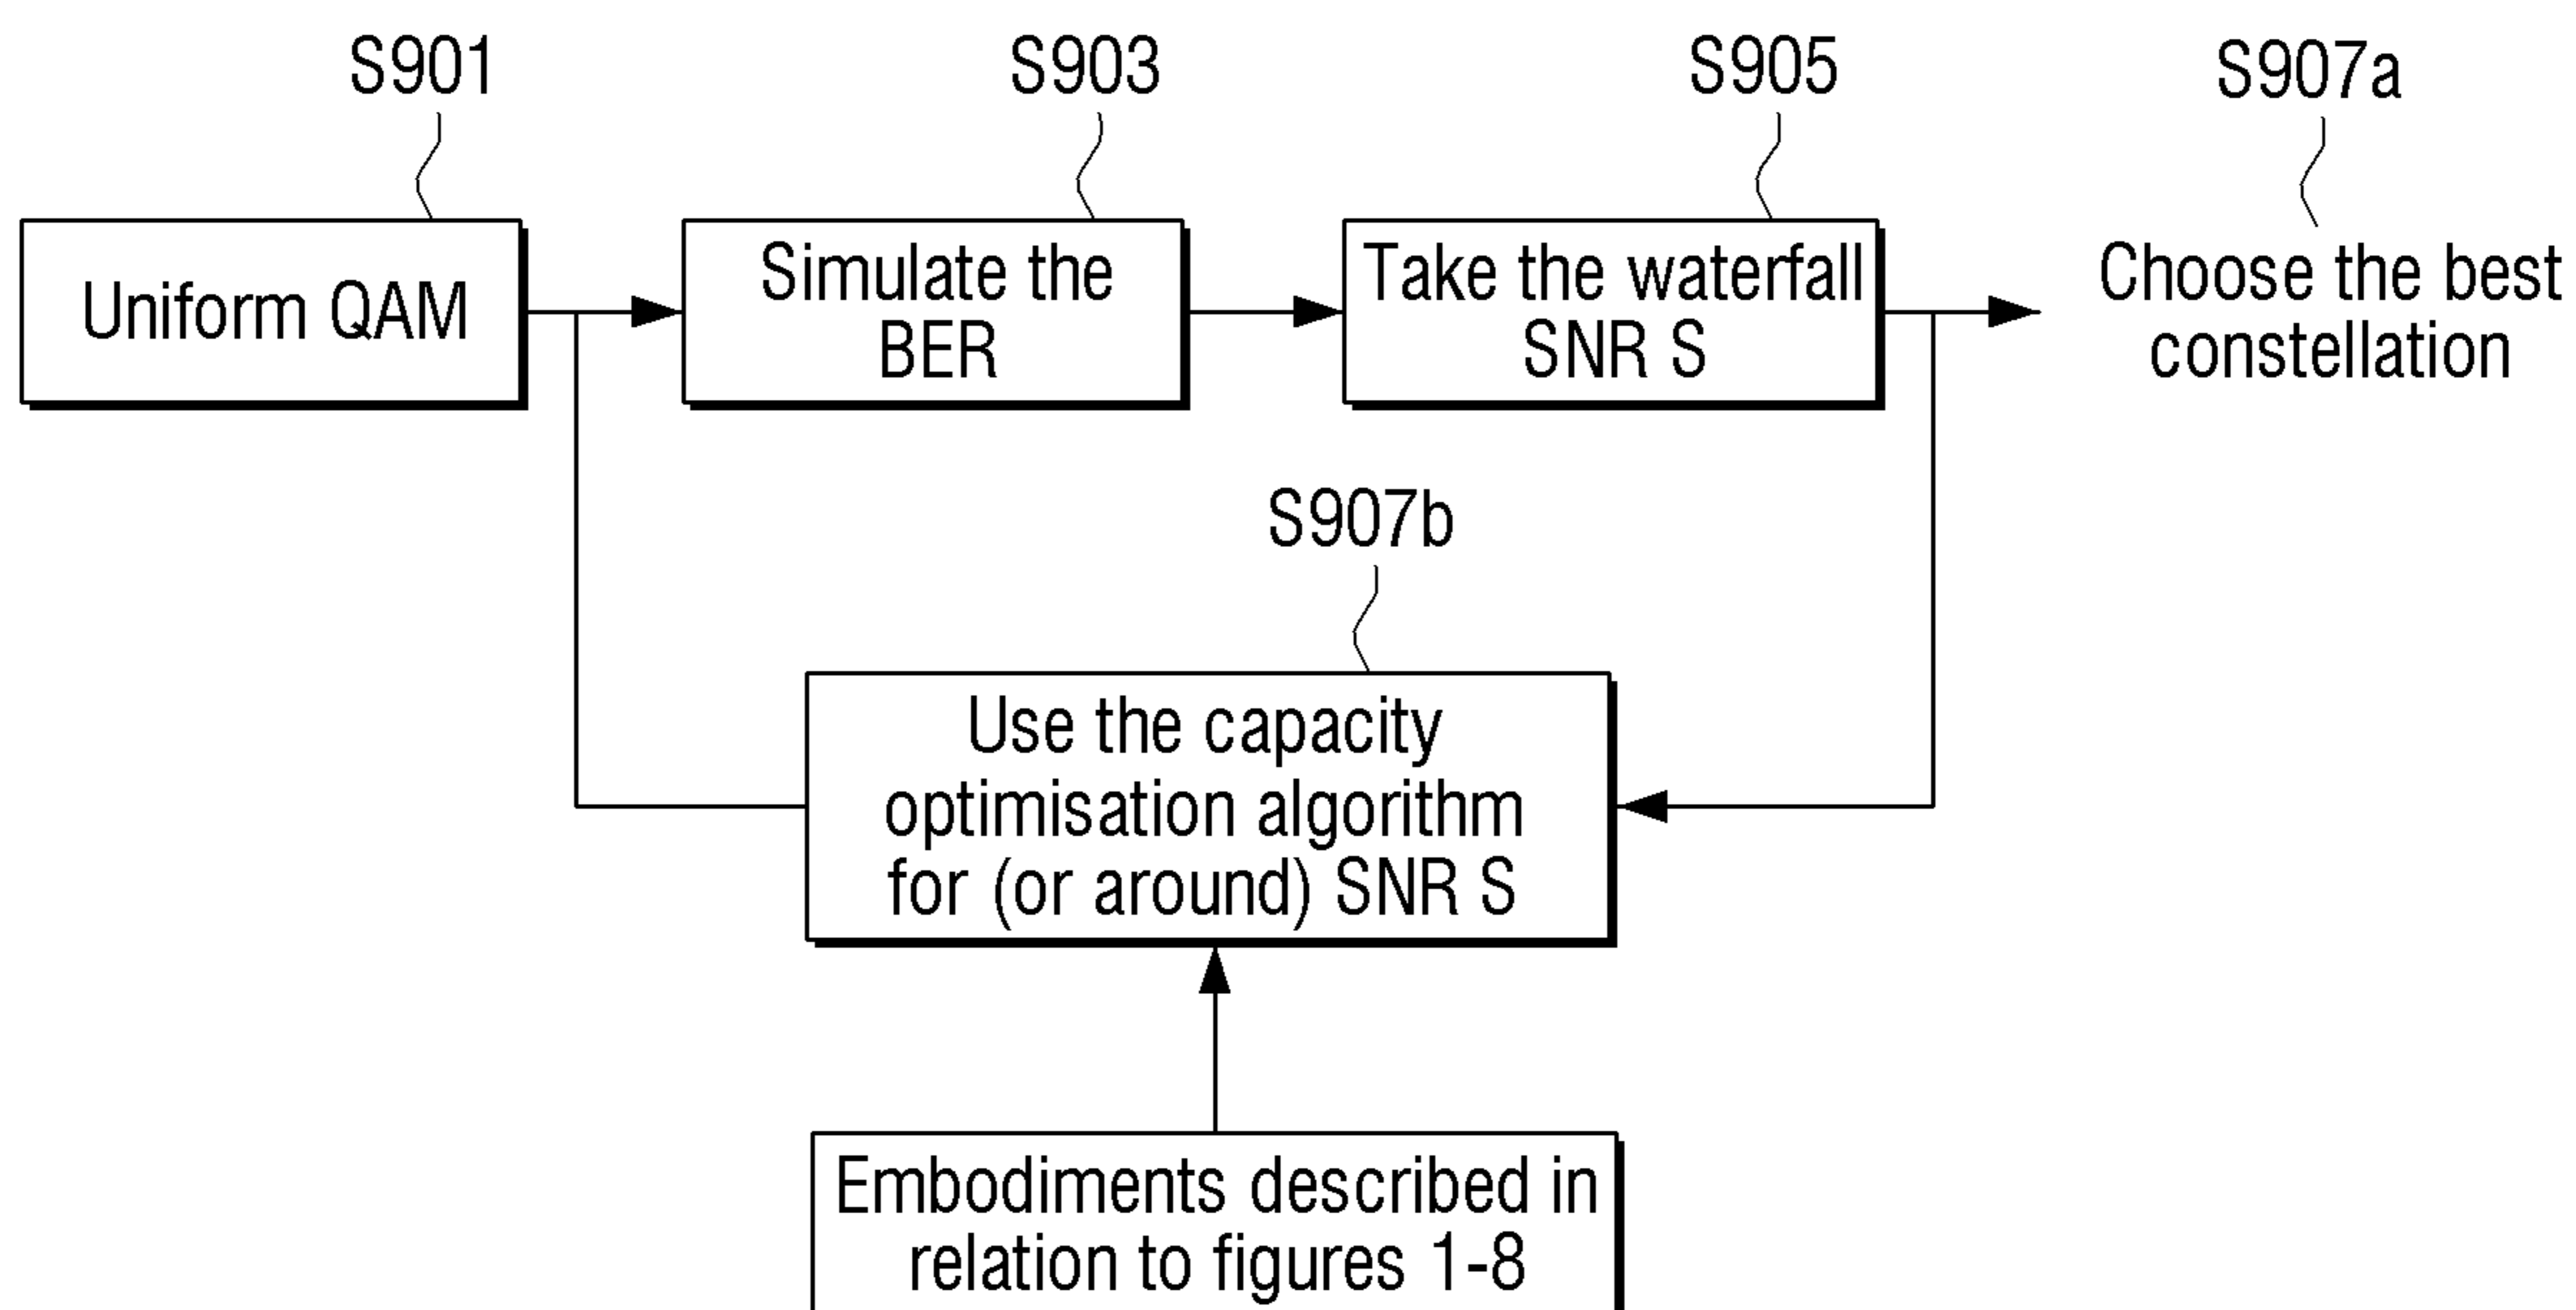 S901
S903
S905
S907a
Uniform QAM
Simulate the
BER
Take the waterfall
SNR S
Choose the best
constellation
S907b
Use the capacity
optimisation algorithm
for (or around) SNR S
Embodiments described in
relation to figures 1-8